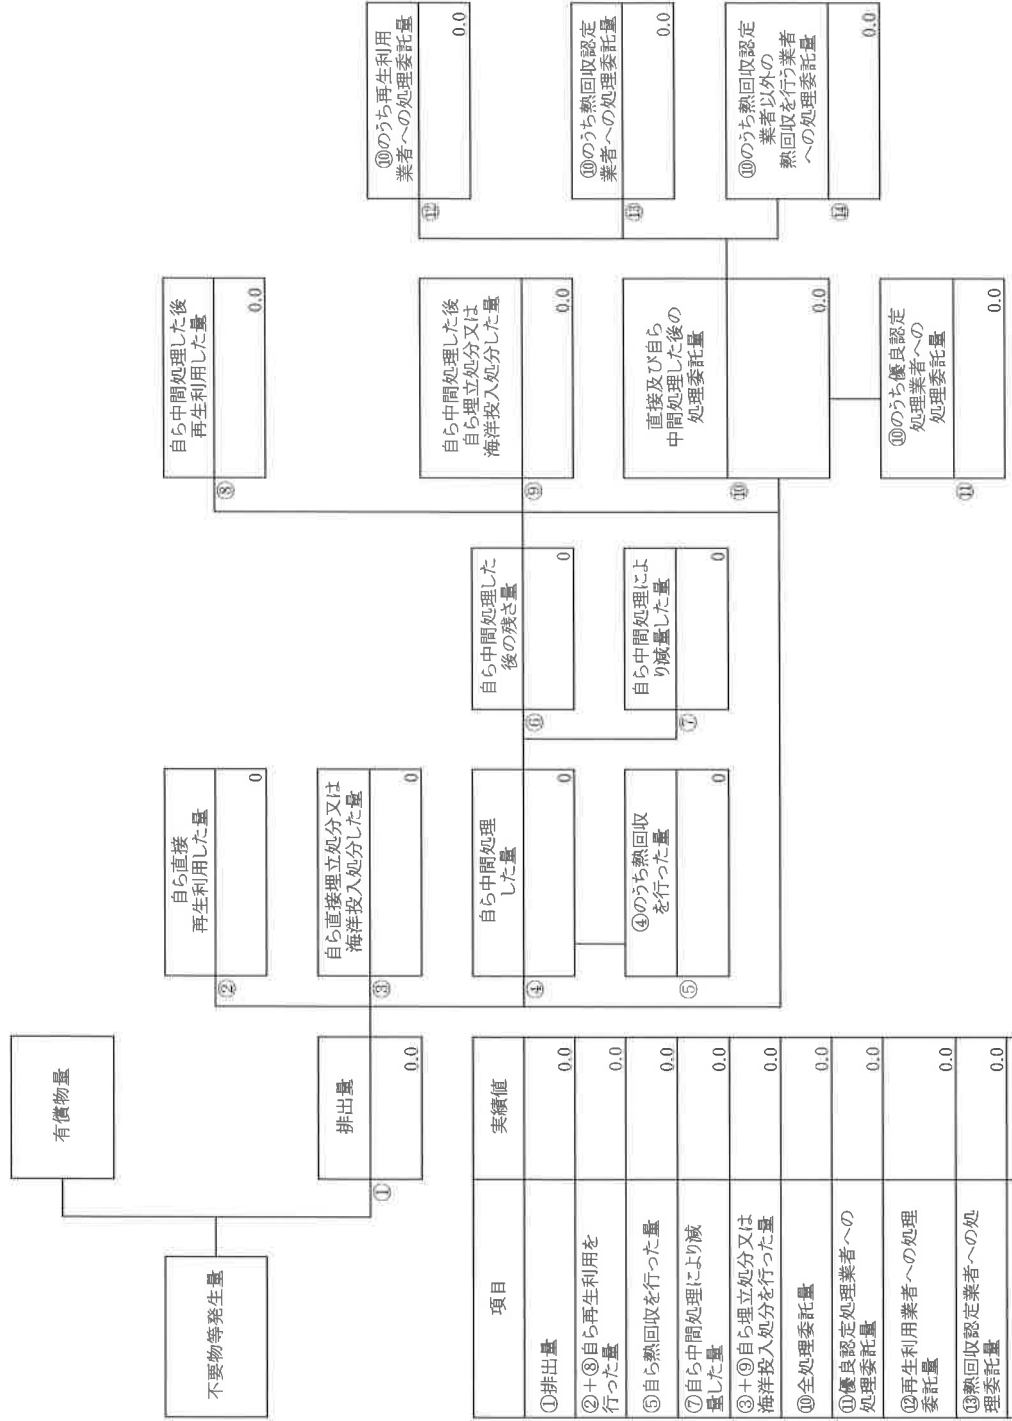 有償物量
不要物等発生量
排出量
①
0.0
自ら直接
再生利用した量
②
0
自ら直接埋立処分又は
海洋投入処分した量
③
0
自ら中間処理
した量
④
0
④のうち熱回収
を行った量
⑤
0
自ら中間処理した
後の残さ量
⑥
0
自ら中間処理によ
り減量した量
⑦
0
自ら中間処理した後
再生利用した量
⑧
0.0
自ら中間処理した後
自ら埋立処分又は
海洋投入処分した量
⑨
0.0
直接及び自ら
中間処理した後の
処理委託量
⑩
0.0
⑩のうち優良認定
処理業者への
処理委託量
⑪
0.0
⑩のうち再生利用
業者への処理委託量
⑫
0.0
⑩のうち熱回収認定
業者への処理委託量
⑬
0.0
⑩のうち熱回収認定
業者以外の
熱回収を行う業者
への処理委託量
⑭
0.0
項目 実績値
①排出量 0.0
②+⑧自ら再生利用を
行った量 0.0
⑤自ら熱回収を行った量 0.0
⑦自ら中間処理により減
量した量 0.0
③+⑨自ら埋立処分又は
海洋投入処分を行った量 0.0
⑩全処理委託量 0.0
⑪優良認定処理業者への
処理委託量 0.0
⑫再生利用業者への処理
委託量 0.0
⑬熱回収認定業者への処
理委託量 0.0